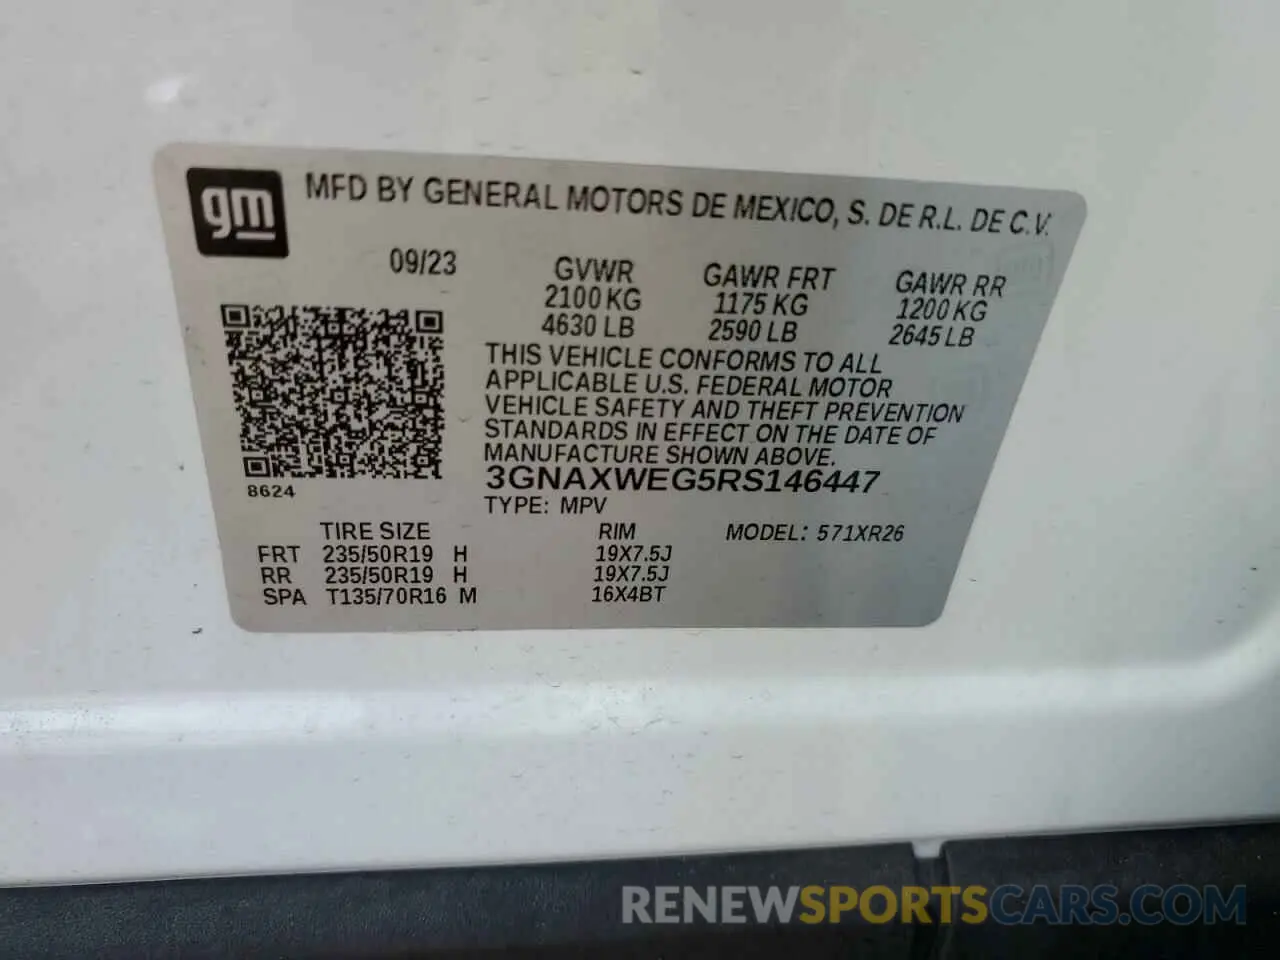 gm
MFD BY GENERAL MOTORS DE MEXICO, S. DE R.L. DE C.V.
09/23
GVWR GAWR FRT GAWR RR
2100 KG 1175 KG 1200 KG
4630 LB 2590 LB 2645 LB
THIS VEHICLE CONFORMS TO ALL
APPLICABLE U.S. FEDERAL MOTOR
VEHICLE SAFETY AND THEFT PREVENTION
STANDARDS IN EFFECT ON THE DATE OF
MANUFACTURE SHOWN ABOVE.
3GNAXWEG5RS146447
8624
TYPE: MPV
TIRE SIZE RIM MODEL: 571XR26
FRT 235/50R19 H 19X7.5J
RR 235/50R19 H 19X7.5J
SPA T135/70R16 M 16X4BT
RENEWSPORTSCARS.COM